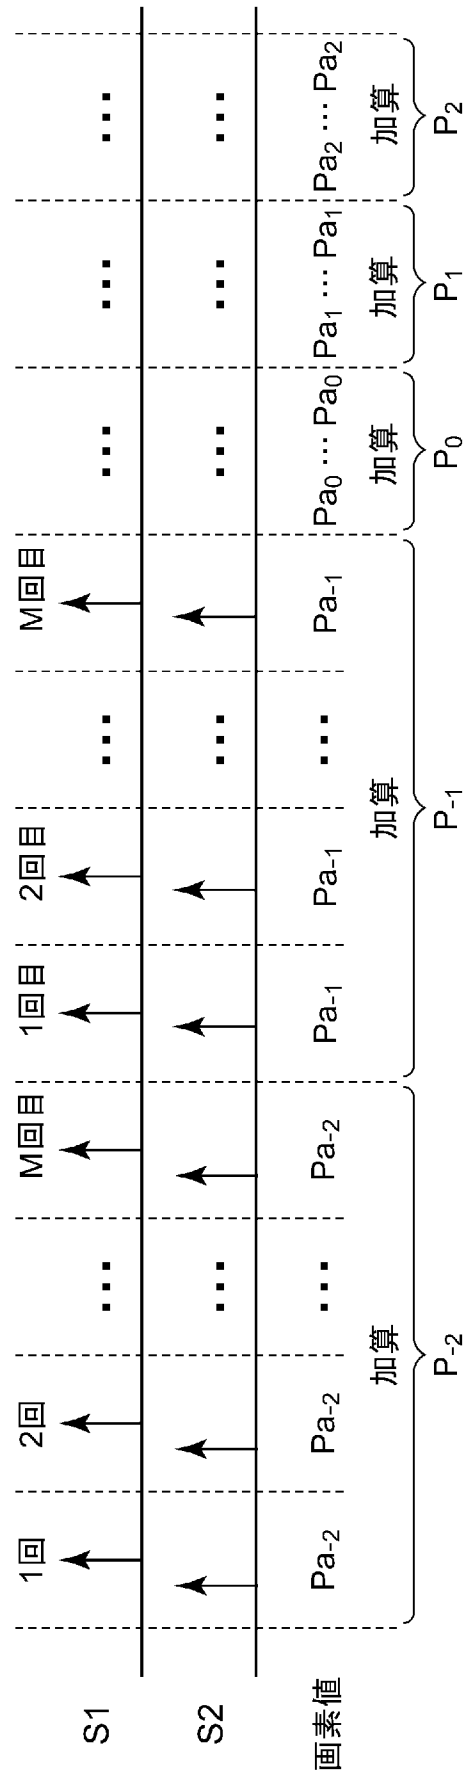 1回 2回 M回目 1回目 2回目 M回目
S1 ... ... ... ... ...
S2 ... ... ... ... ...
画素値 Pa-2 Pa-2 ... Pa-2 Pa-1 Pa-1 ... Pa-1 Pa0 ... Pa0 Pa1 ... Pa1 Pa2 ... Pa2
加算 加算 加算 加算 加算
P-2 P-1 P0 P1 P2